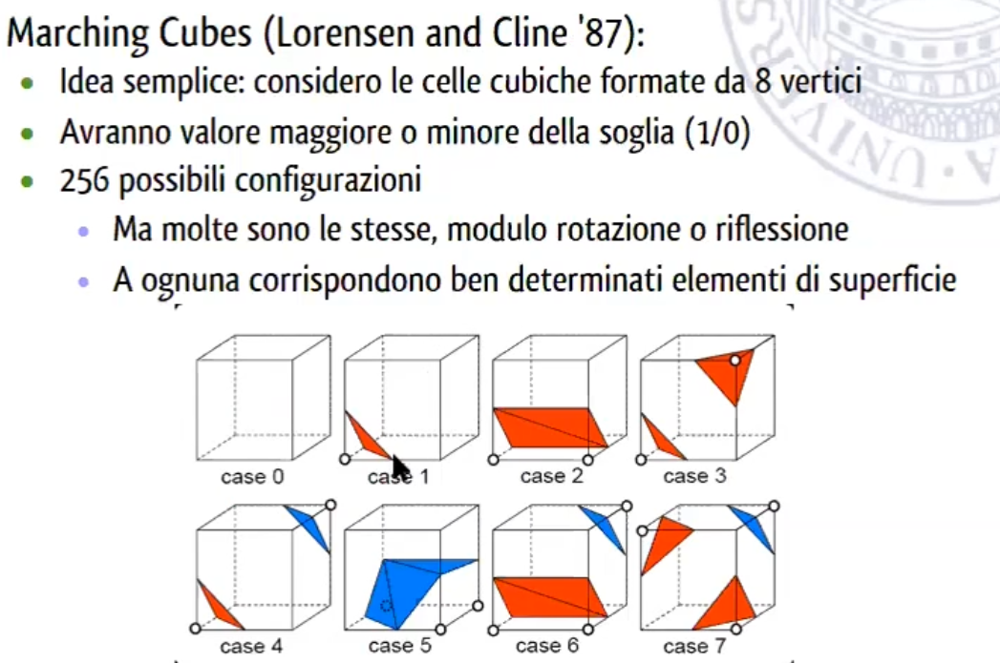 Marching Cubes (Lorensen and Cline '87):
Idea semplice: considero le celle cubiche formate da 8 vertici
Avranno valore maggiore o minore della soglia (1/0)
256 possibili configurazioni
Ma molte sono le stesse, modulo rotazione o riflessione
A ognuna corrispondono ben determinati elementi di superficie
case 0
case 1
case 2
case 3
case 4
case 5
case 6
case 7